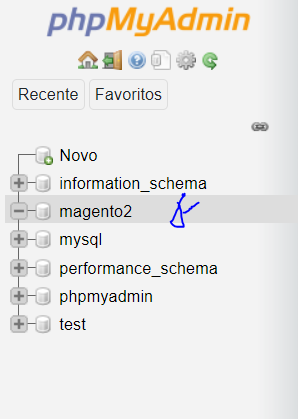 phpMyAdmin
Recente Favoritos
Novo
information_schema
magento2
mysql
performance_schema
phpmyadmin
test